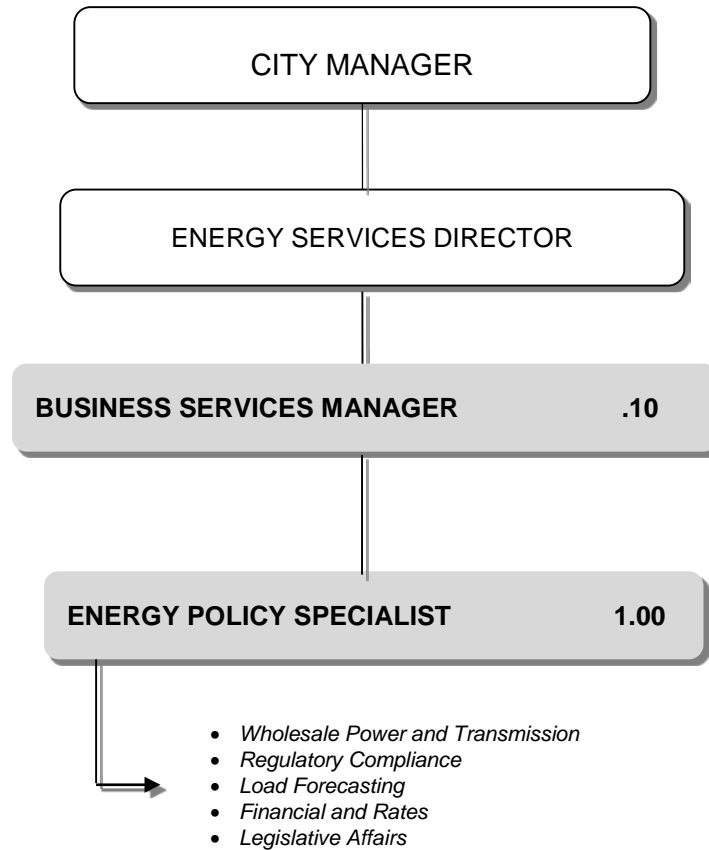 CITY MANAGER
ENERGY SERVICES DIRECTOR
BUSINESS SERVICES MANAGER .10
ENERGY POLICY SPECIALIST 1.00
• Wholesale Power and Transmission
• Regulatory Compliance
• Load Forecasting
• Financial and Rates
• Legislative Affairs